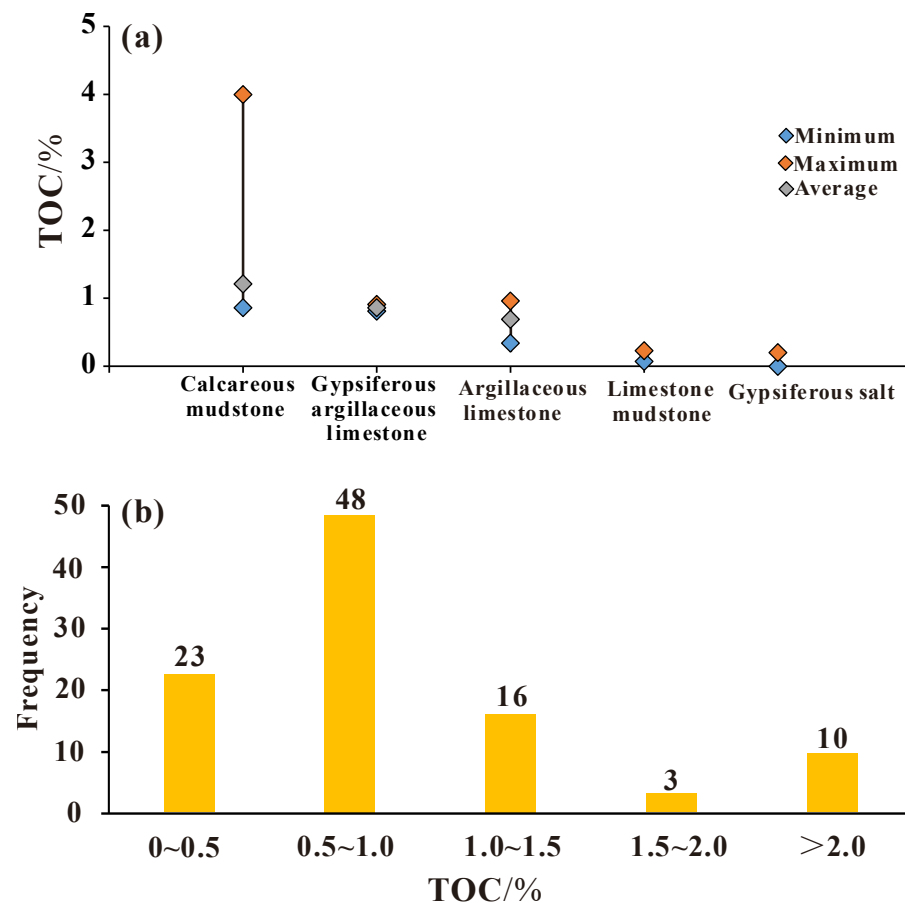 (a)
TOC/%
5
4
3
2
1
0
Minimum
Maximum
Average
Calcareous
mudstone
Gypsiferous
argillaceous
limestone
Argillaceous
limestone
Limestone
mudstone
Gypsiferous salt
(b)
Frequency
50
40
30
20
10
0
23
48
16
3
10
0~0.5
0.5~1.0
1.0~1.5
1.5~2.0
>2.0
TOC/%